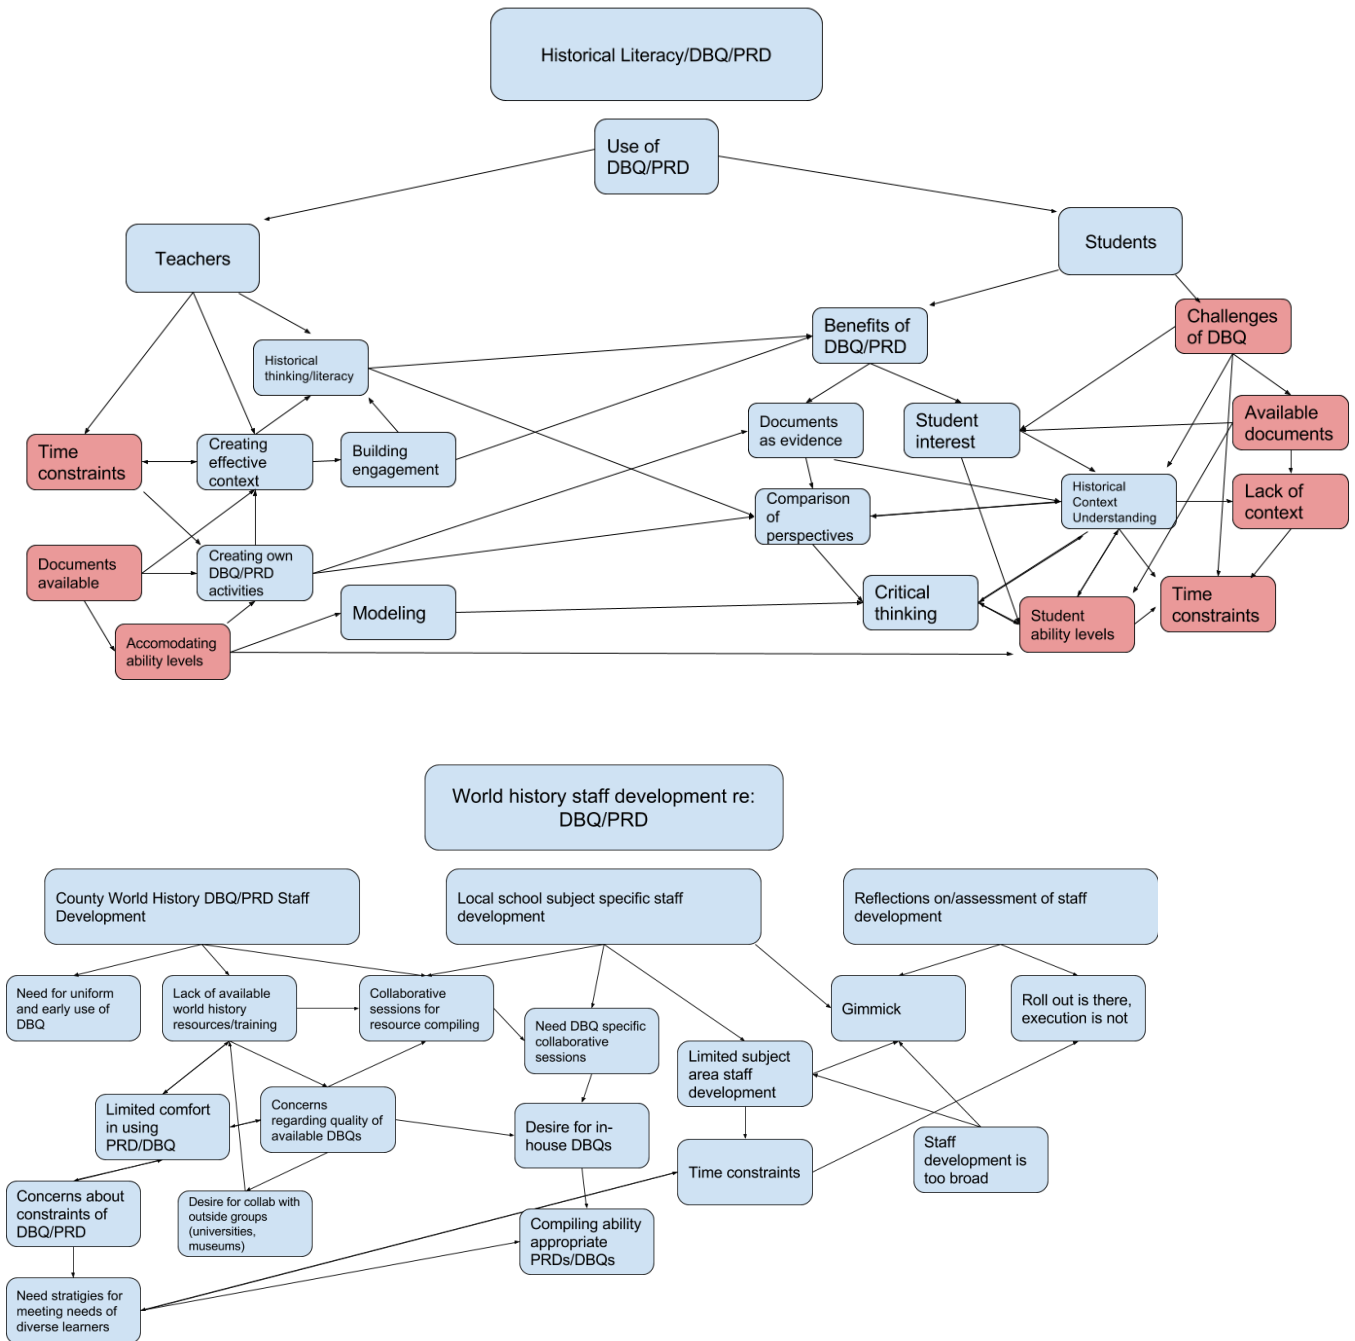 Historical Literacy/DBQ/PRD
Use of
DBQ/PRD
Teachers
Students
Historical
thinking/literacy
Benefits of
DBQ/PRD
Challenges
of DBQ
Time
constraints
Creating
effective
context
Building
engagement
Documents
as evidence
Student
interest
Available
documents
Comparison
of
perspectives
Historical
Context
Understanding
Lack of
context
Documents
available
Creating own
DBQ/PRD
activities
Modeling
Critical
thinking
Student
ability levels
Time
constraints
Accomodating
ability levels
World history staff development re:
DBQ/PRD
County World History DBQ/PRD Staff
Development
Local school subject specific staff
development
Reflections on/assessment of staff
development
Need for uniform
and early use of
DBQ
Lack of available
world history
resources/training
Collaborative
sessions for
resource compiling
Need DBQ specific
collaborative
sessions
Gimmick
Roll out is there,
execution is not
Limited subject
area staff
development
Limited comfort
in using
PRD/DBQ
Concerns
regarding quality of
available DBQs
Desire for in-
house DBQs
Staff
development is
too broad
Time constraints
Concerns about
constraints of
DBQ/PRD
Desire for collab with
outside groups
(universities,
museums)
Compiling ability
appropriate
PRDs/DBQs
Need stratigies for
meeting needs of
diverse learners